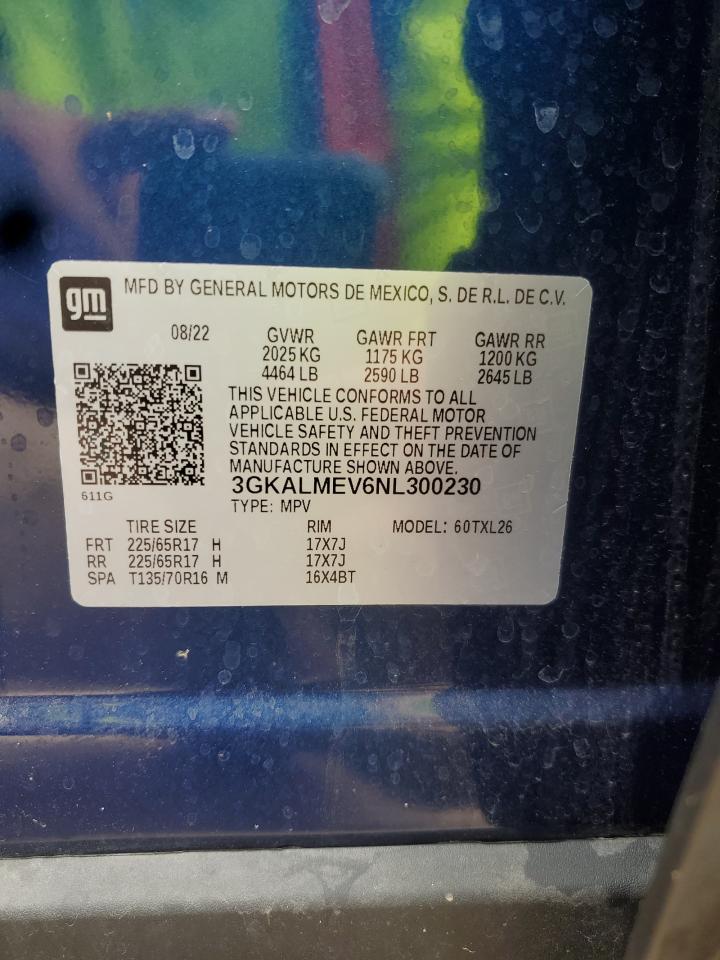 gm
MFD BY GENERAL MOTORS DE MEXICO, S. DE R.L. DE C.V.
08/22 GVWR GAWR FRT GAWR RR
2025 KG 1175 KG 1200 KG
4464 LB 2590 LB 2645 LB
THIS VEHICLE CONFORMS TO ALL
APPLICABLE U.S. FEDERAL MOTOR
VEHICLE SAFETY AND THEFT PREVENTION
STANDARDS IN EFFECT ON THE DATE OF
MANUFACTURE SHOWN ABOVE.
611G
3GKALMEV6NL300230
TYPE: MPV
TIRE SIZE RIM MODEL: 60TXL26
FRT 225/65R17 H 17X7J
RR 225/65R17 H 17X7J
SPA T135/70R16 M 16X4BT